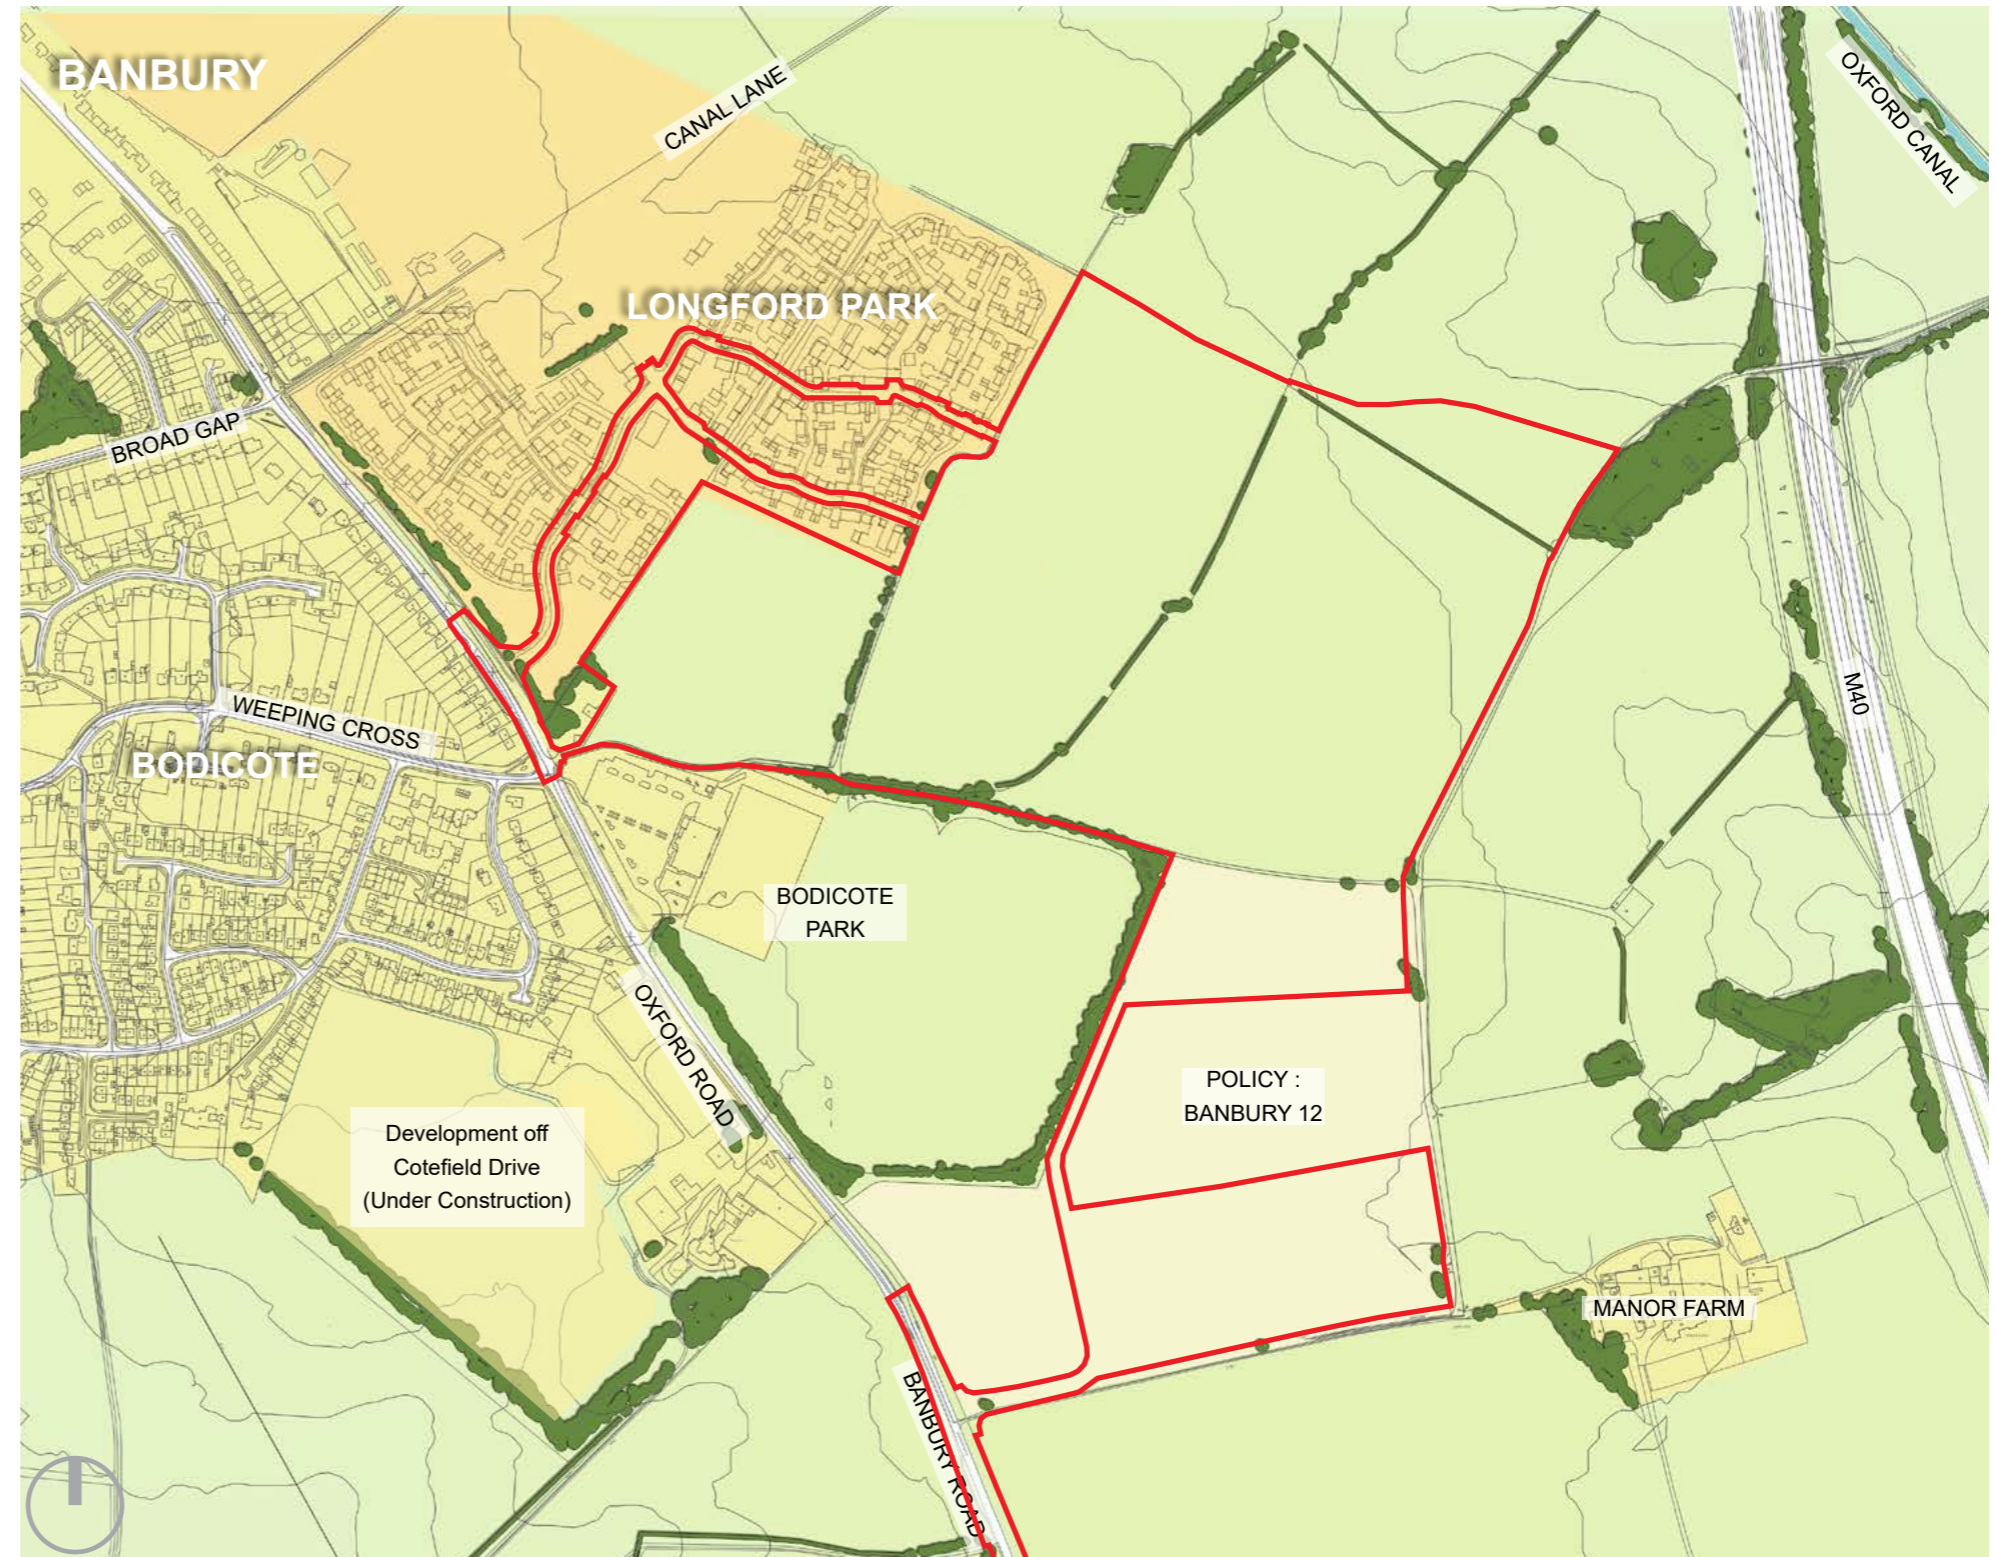 BANBURY
CANAL LANE
OXFORD CANAL
LONGFORD PARK
BROAD GAP
WEEPING CROSS
BODICOTE
M40
BODICOTE
PARK
OXFORD ROAD
POLICY :
BANBURY 12
Development off
Cotefield Drive
(Under Construction)
MANOR FARM
BANBURY ROAD